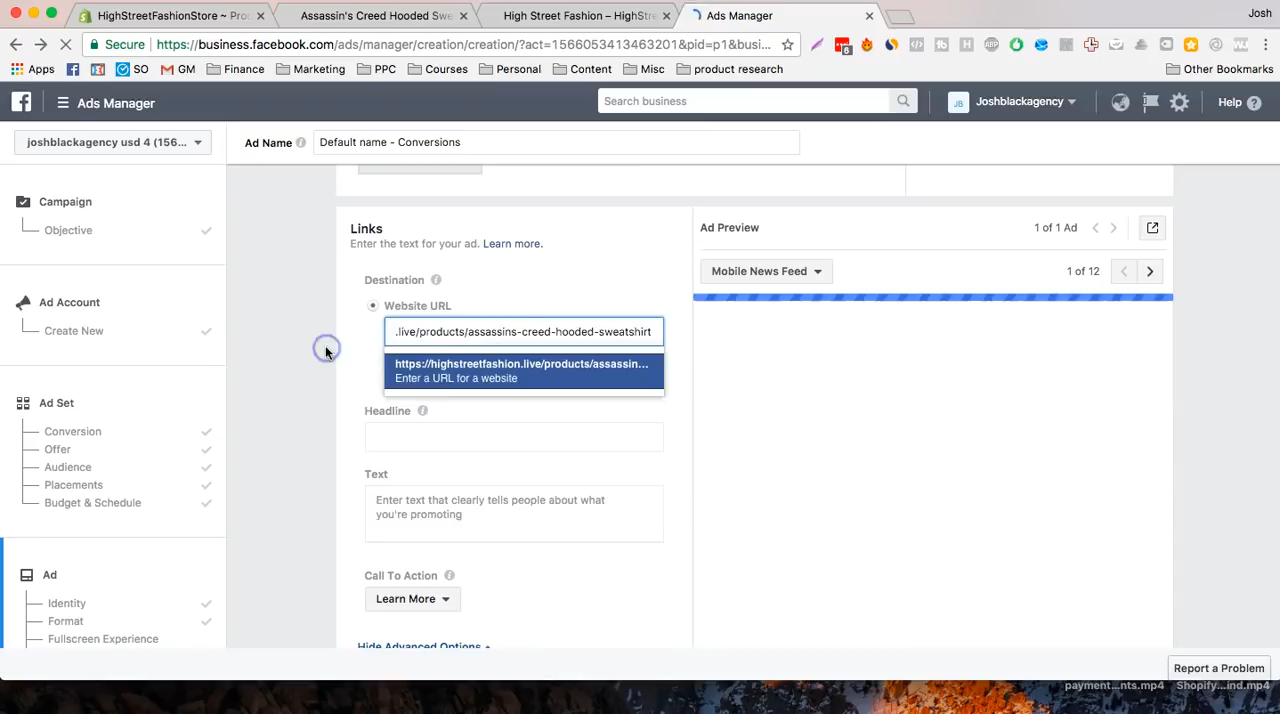 HighStreetFashionStore ~ Pro
Assassin's Creed Hooded Swe
High Street Fashion – HighStre
Ads Manager
Josh
Secure
https://business.facebook.com/ads/manager/creation/creation/?act=1566053413463201&pid=p1&busi...
6
Apps
SO
GM
Finance
Marketing
PPC
Courses
Personal
Content
Misc
product research
Other Bookmarks
Ads Manager
Search business
JB
Joshblackagency
Help
joshblackagency usd 4 (156...
Ad Name
Default name - Conversions
Campaign
Objective
Ad Account
Create New
Ad Set
Conversion
Offer
Audience
Placements
Budget & Schedule
Ad
Identity
Format
Fullscreen Experience
Links
Enter the text for your ad. Learn more.
Destination
Website URL
.live/products/assassins-creed-hooded-sweatshirt
https://highstreetfashion.live/products/assassin...
Enter a URL for a website
Headline
Text
Enter text that clearly tells people about what
you're promoting
Call To Action
Learn More
Hide Advanced Options
Ad Preview
1 of 1 Ad
Mobile News Feed
1 of 12
Report a Problem
payment...nts.mp4
Shopify...ind.mp4